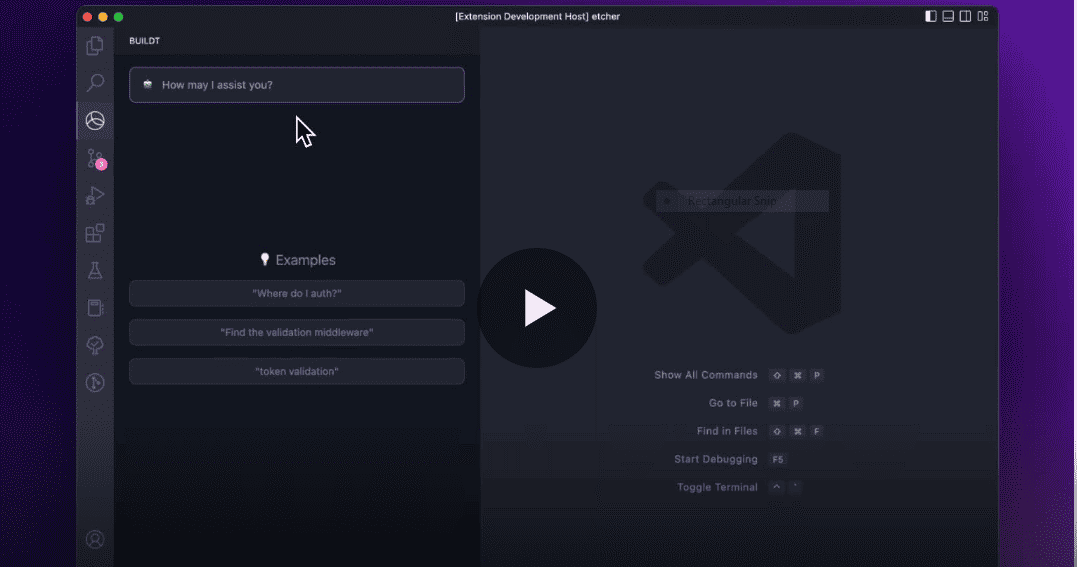 [Extension Development Host] etcher
BUILDT
How may I assist you?
3
Rectangular Snip
Examples
"Where do I auth?"
"Find the validation middleware"
"token validation"
Show All Commands ⇧ ⌘ P
Go to File ⌘ P
Find in Files ⇧ ⌘ F
Start Debugging F5
Toggle Terminal ^ `